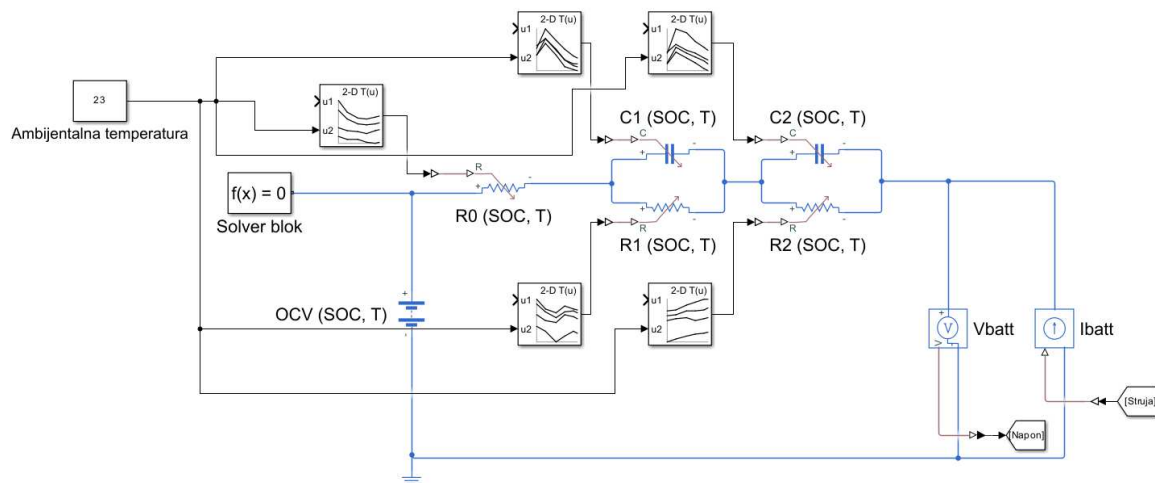 2-D T(u)
u1
u2
2-D T(u)
u1
u2
23
Ambijentalna temperatura
2-D T(u)
u1
u2
C1 (SOC, T)
C2 (SOC, T)
C
+
-
C
+
-
R
+
-
f(x) = 0
Solver blok
R0 (SOC, T)
+
-
R
+
-
R
R1 (SOC, T)
R2 (SOC, T)
2-D T(u)
u1
u2
2-D T(u)
u1
u2
+
OCV (SOC, T)
-
+
V
V
-
Vbatt
Ibatt
[Struja]
[Napon]